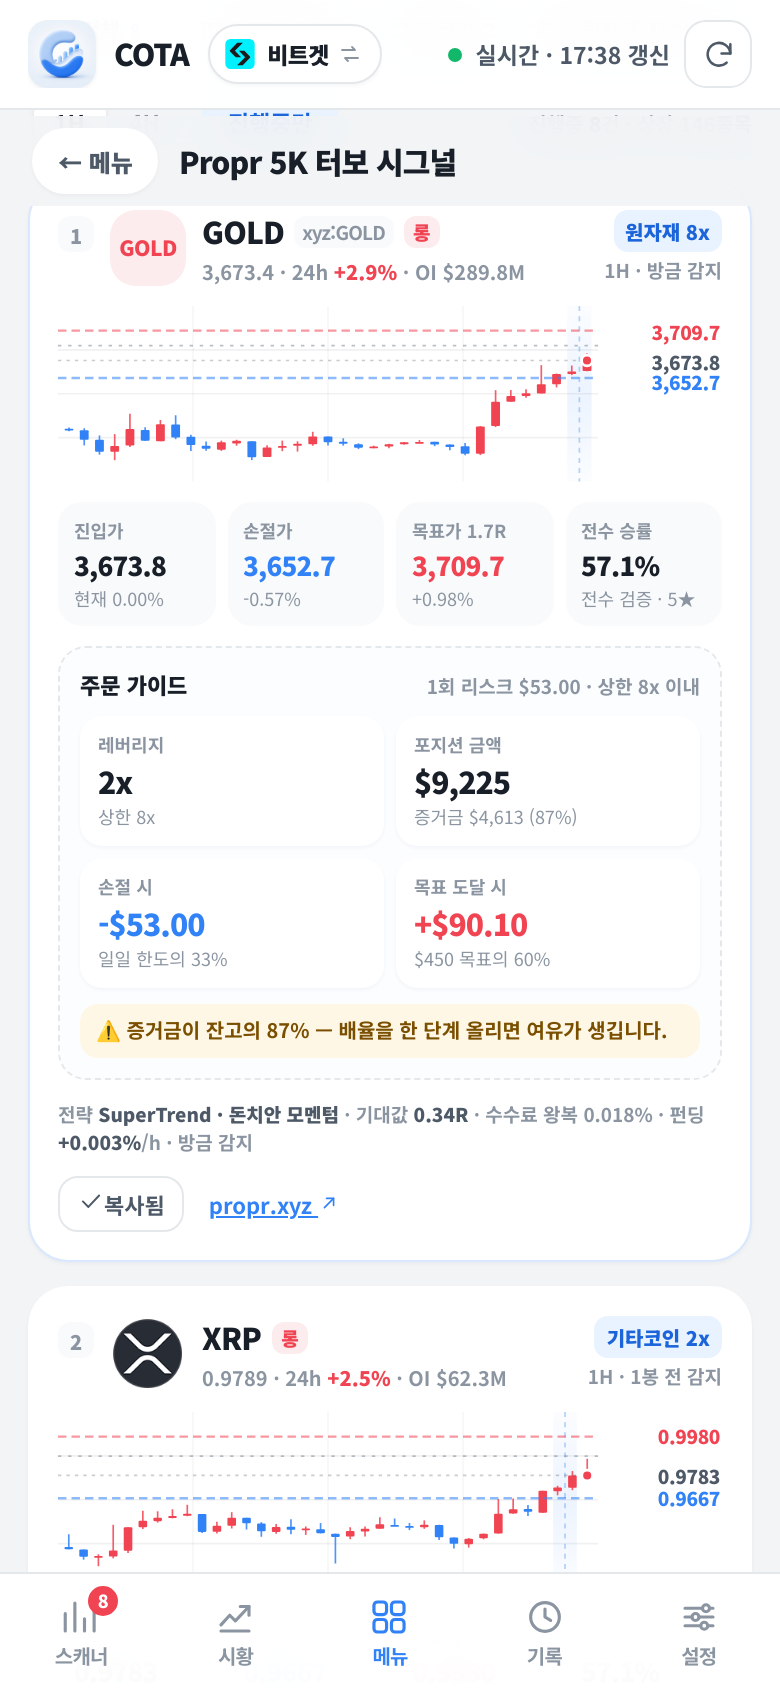 COTA
비트겟
실시간 · 17:38 갱신
← 메뉴
Propr 5K 터보 시그널
1
GOLD
GOLD xyz:GOLD 롱
원자재 8x
3,673.4 · 24h +2.9% · OI $289.8M
1H · 방금 감지
3,709.7
3,673.8
3,652.7
진입가
3,673.8
현재 0.00%
손절가
3,652.7
-0.57%
목표가 1.7R
3,709.7
+0.98%
전수 승률
57.1%
전수 검증 · 5★
주문 가이드
1회 리스크 $53.00 · 상한 8x 이내
레버리지
2x
상한 8x
포지션 금액
$9,225
증거금 $4,613 (87%)
손절 시
-$53.00
일일 한도의 33%
목표 도달 시
+$90.10
$450 목표의 60%
⚠️ 증거금이 잔고의 87% — 배율을 한 단계 올리면 여유가 생깁니다.
전략 SuperTrend · 돈치안 모멘텀 · 기대값 0.34R · 수수료 왕복 0.018% · 펀딩
+0.003%/h · 방금 감지
✓복사됨
propr.xyz ↗
2
XRP 롱
기타코인 2x
0.9789 · 24h +2.5% · OI $62.3M
1H · 1봉 전 감지
0.9980
0.9783
0.9667
8
스캐너
시황
메뉴
기록
설정